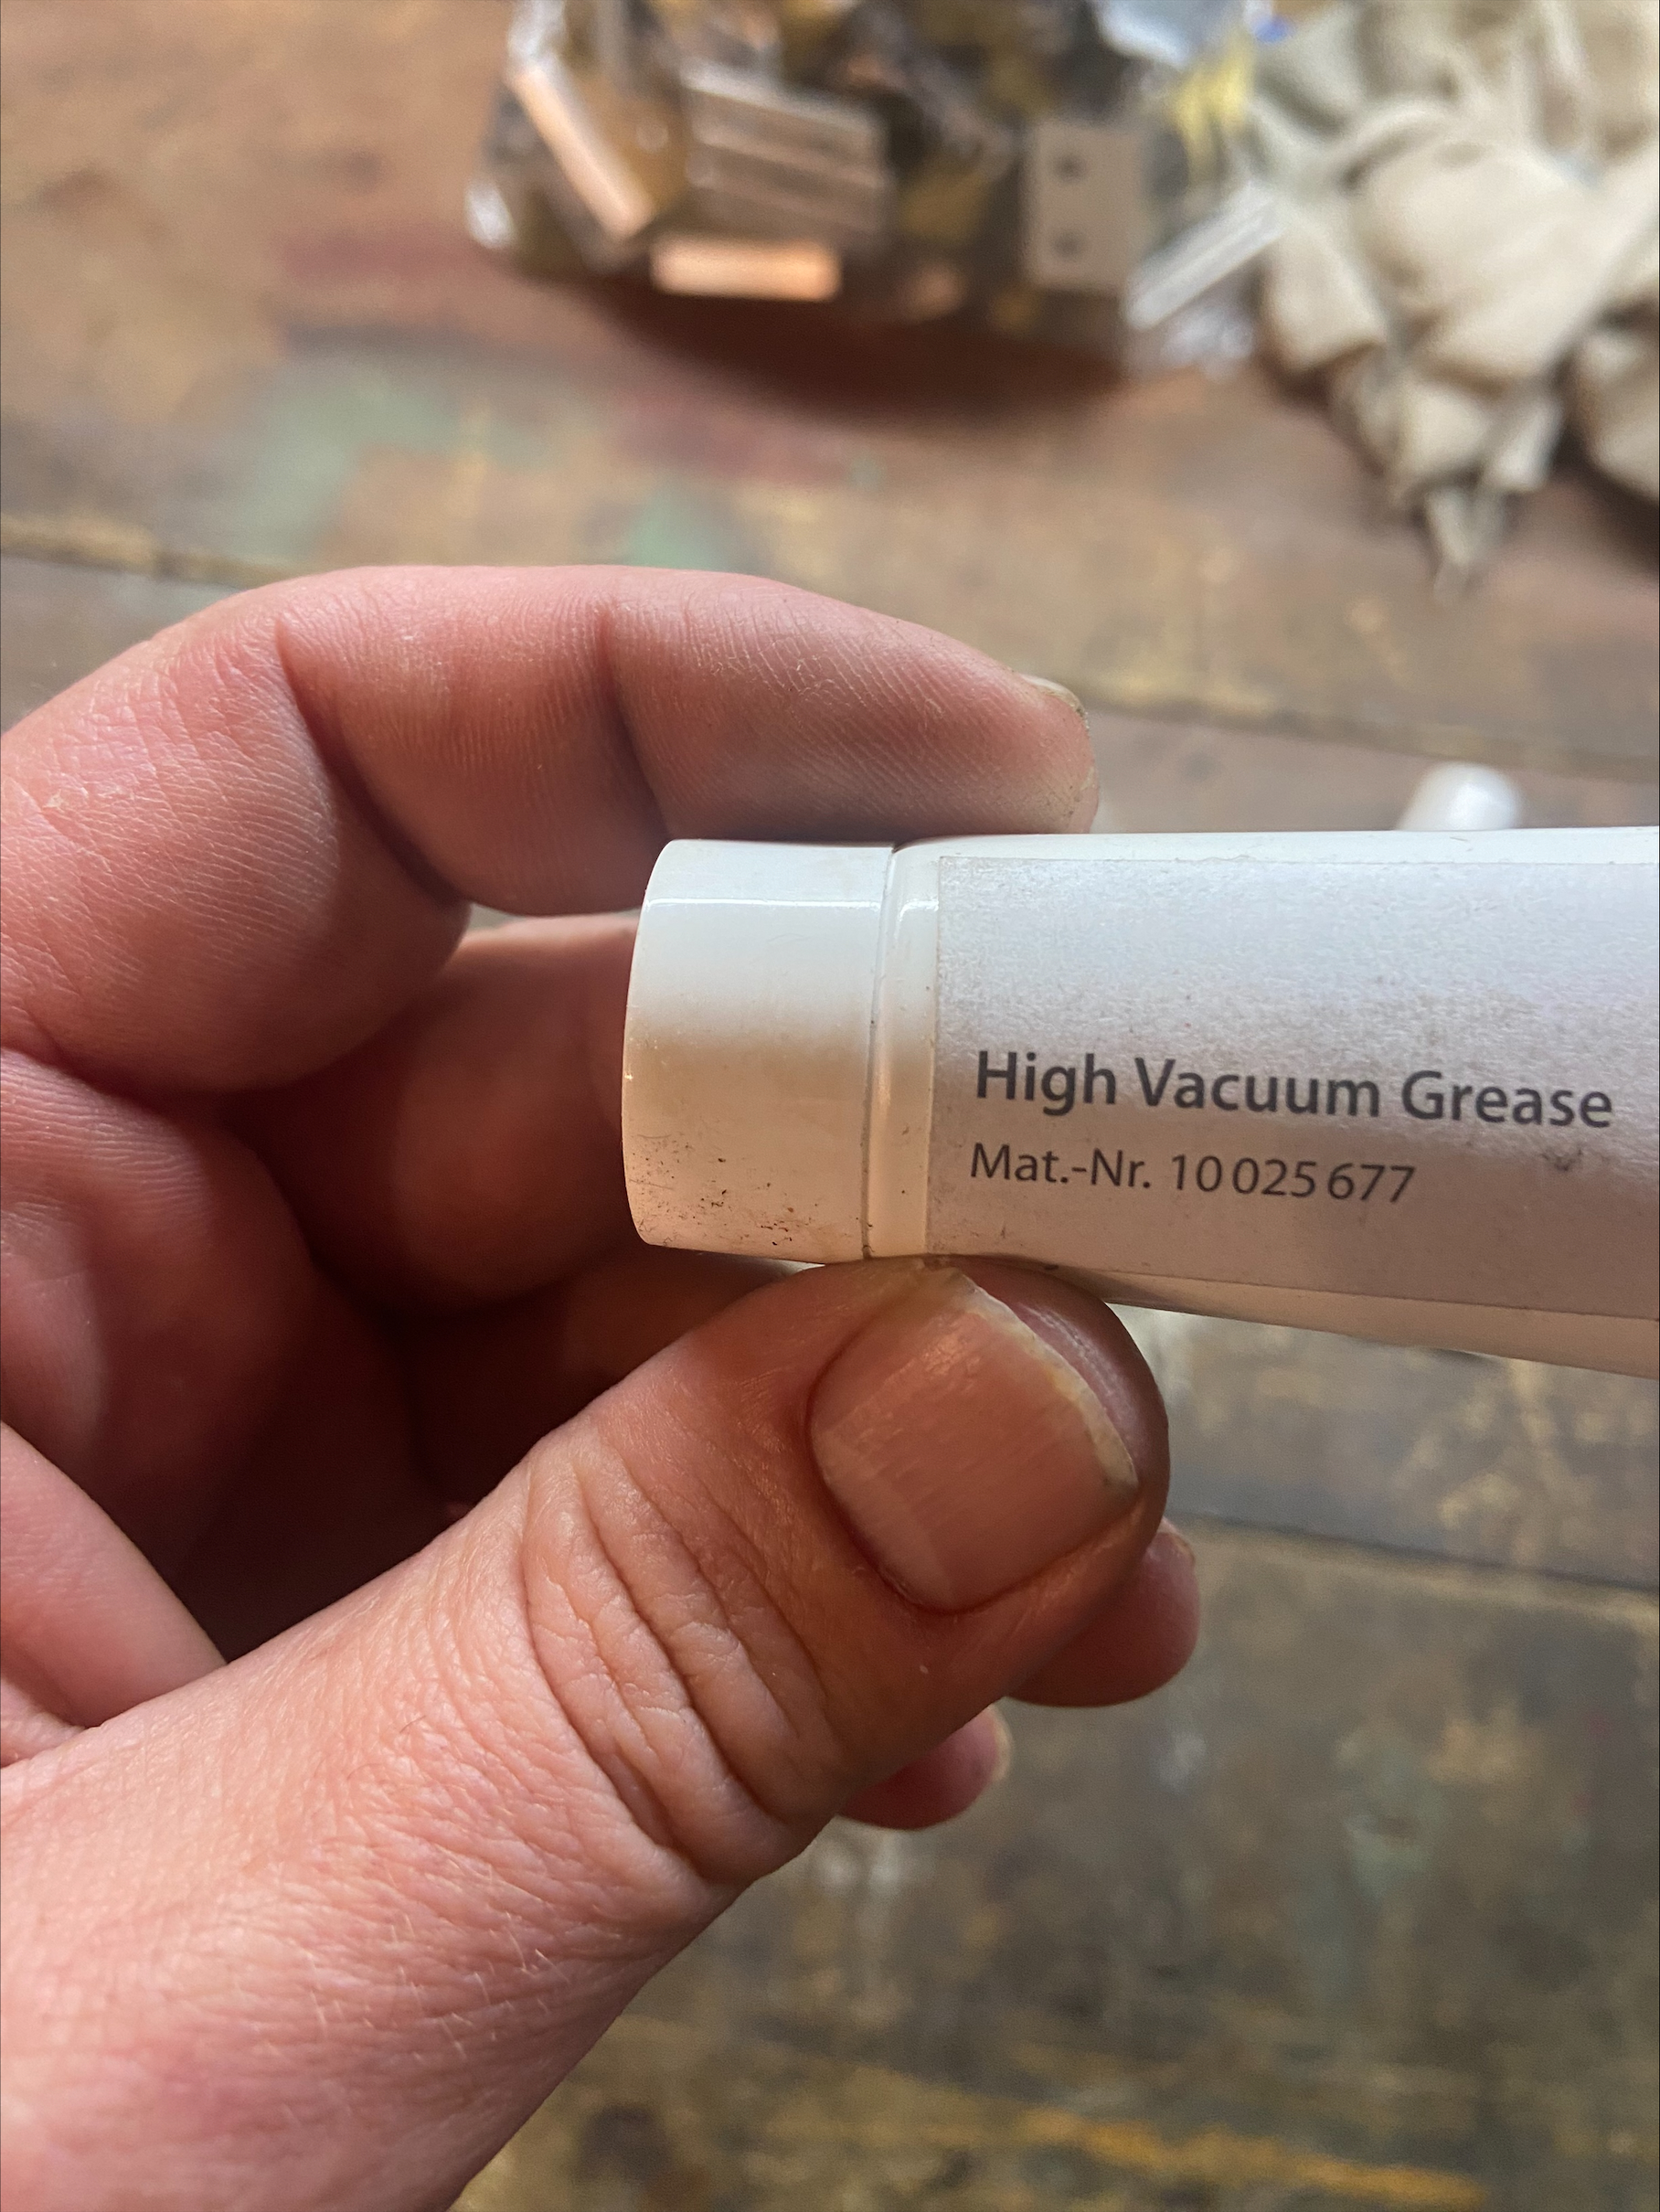 High Vacuum Grease
Mat.-Nr. 10 025 677